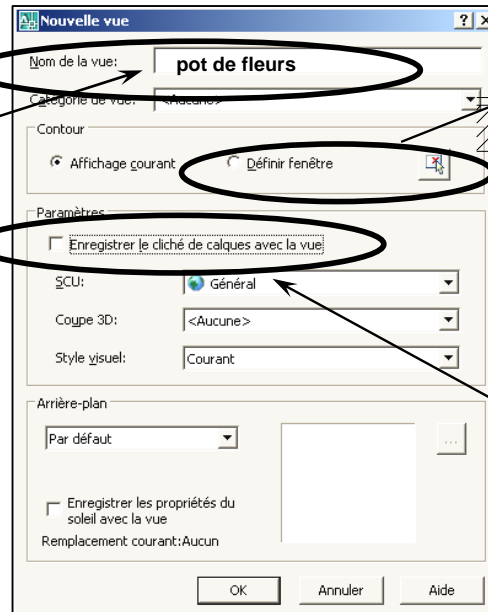 Nouvelle vue
Nom de la vue: pot de fleurs
Catégorie de vue: <Aucune>
Contour
Affichage courant Définir fenêtre
Paramètres
Enregistrer le cliché de calques avec la vue
SCU: Général
Coupe 3D: <Aucune>
Style visuel: Courant
Arrière-plan
Par défaut ...
Enregistrer les propriétés du
soleil avec la vue
Remplacement courant:Aucun
OK Annuler Aide